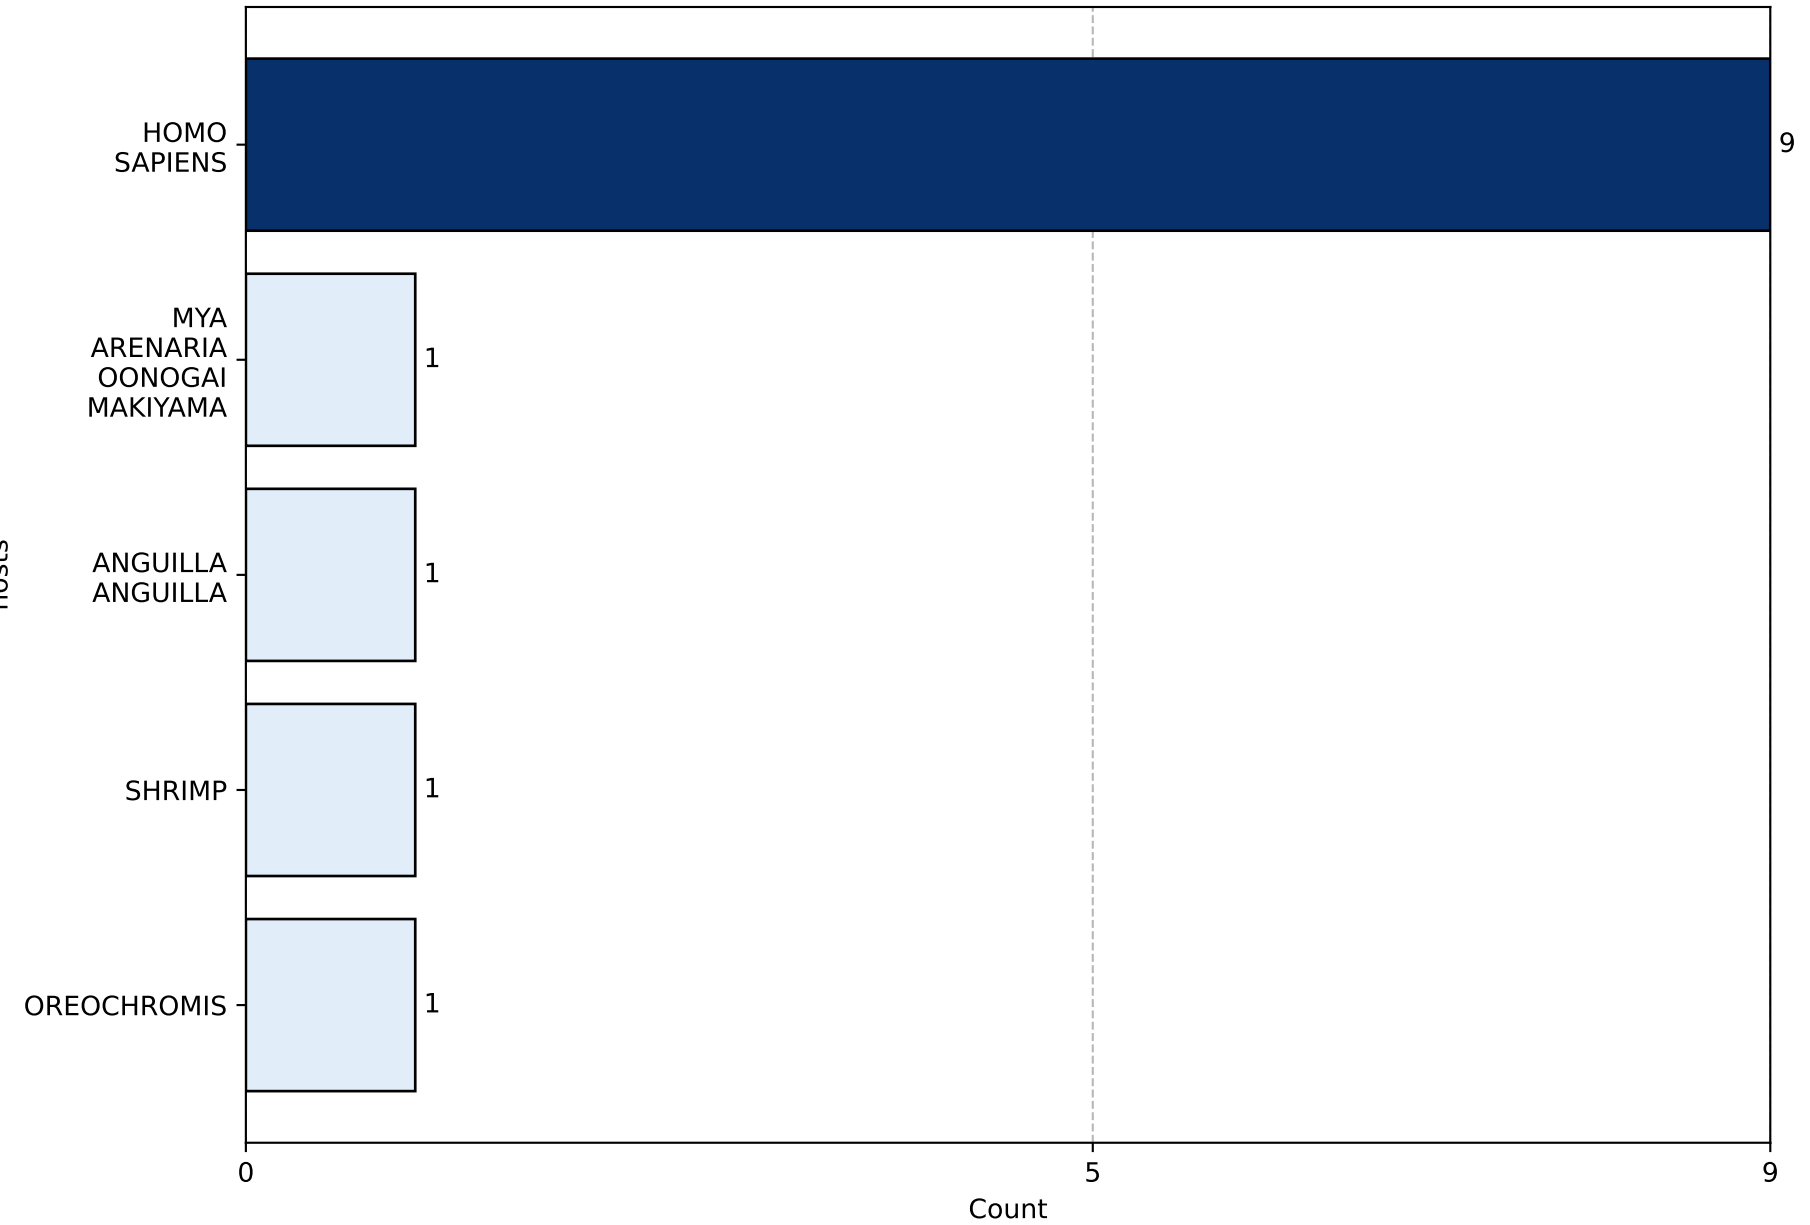 HOMO
SAPIENS
9
MYA
ARENARIA
OONOGAI
MAKIYAMA
1
ANGUILLA
ANGUILLA
1
SHRIMP
1
OREOCHROMIS
1
0 5 9
Count